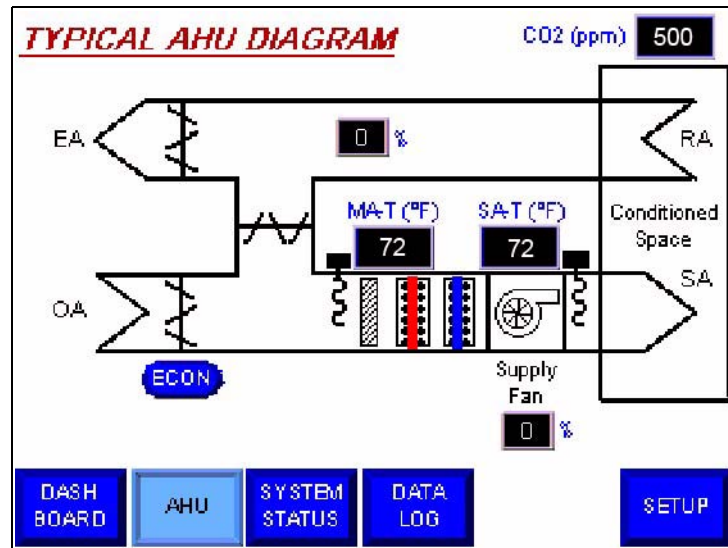 TYPICAL AHU DIAGRAM
CO2 (ppm) 500
EA
0 %
RA
MA-T (°F)
SA-T (°F)
72
72
Conditioned
Space
SA
OA
ECON
Supply
Fan
0 %
DASH
BOARD
AHU
SYSTEM
STATUS
DATA
LOG
SETUP